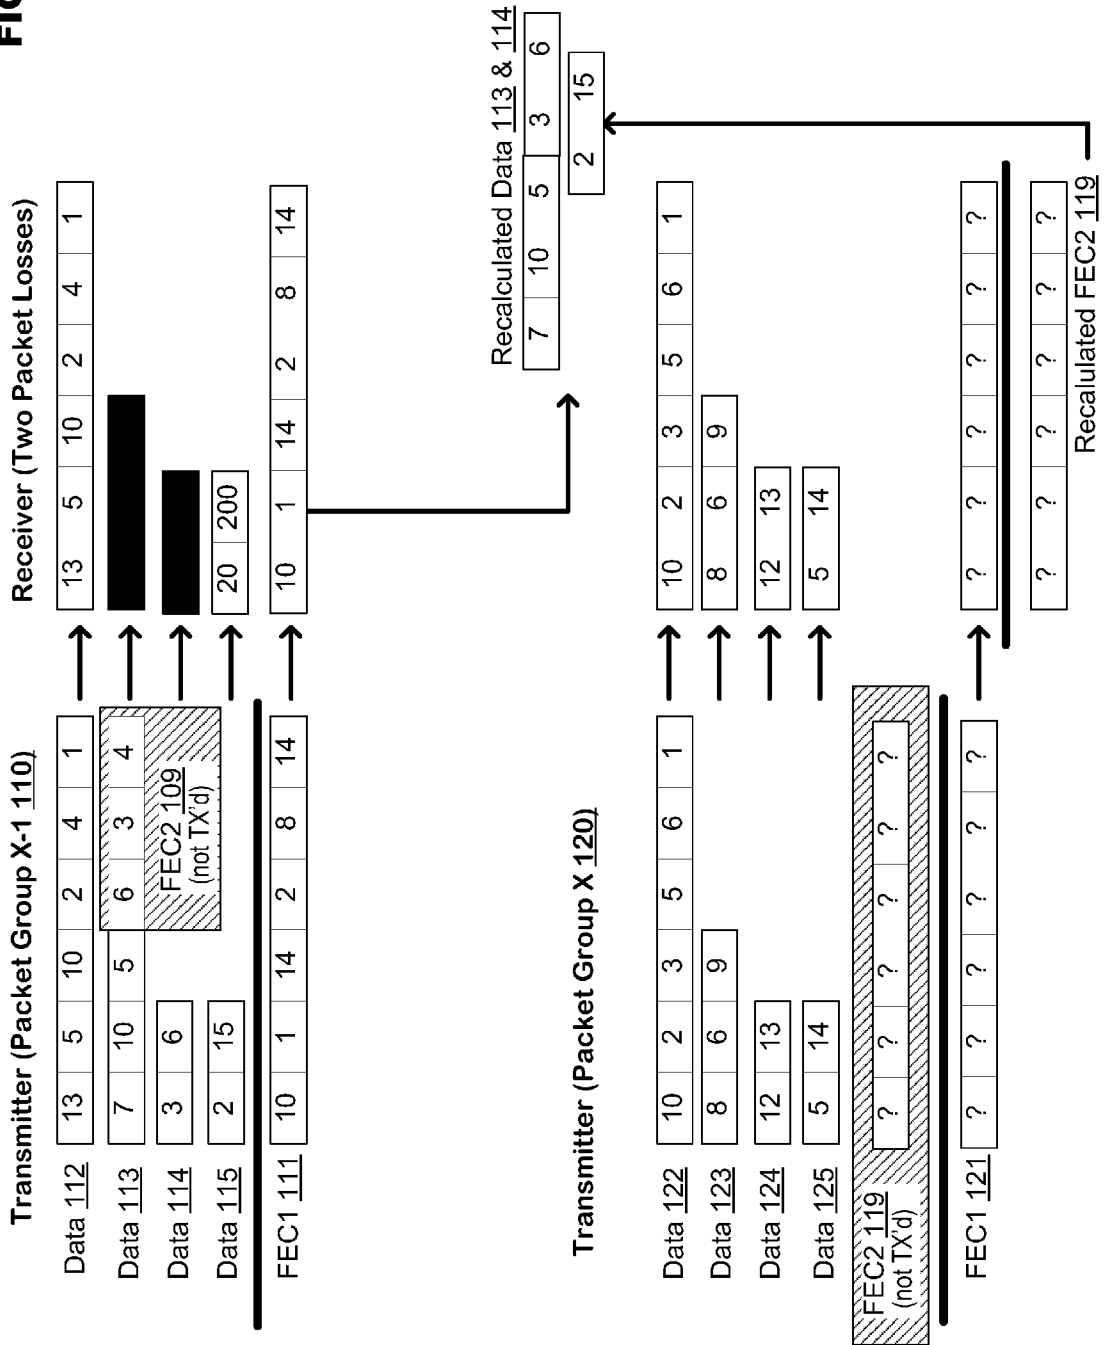 FIG
Transmitter (Packet Group X-1 110)
Receiver (Two Packet Losses)
Data 112
13 5 10 2 4 1
13 5 10 2 4 1
Data 113
7 10 5 6 3 4
Data 114
3 6
FEC2 109
(not TX'd)
Data 115
2 15
20 200
FEC1 111
10 1 14 2 8 14
10 1 14 2 8 14
Recalculated Data 113 & 114
7 10 5 3 6
2 15
Transmitter (Packet Group X 120)
Data 122
10 2 3 5 6 1
10 2 3 5 6 1
Data 123
8 6 9
8 6 9
Data 124
12 13
12 13
Data 125
5 14
5 14
FEC2 119
(not TX'd)
? ? ? ? ? ?
FEC1 121
? ? ? ? ? ?
? ? ? ? ? ?
? ? ? ? ? ?
Recalulated FEC2 119